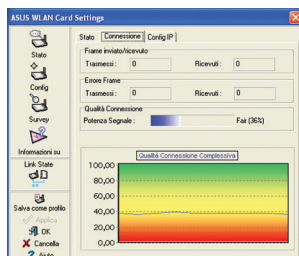 ASUS WLAN Card Settings
Stato
Config
Survey
Informazioni su
Link State
Salva come profilo
Applica
OK
Cancella
Aiuto
Stato Connessione Config IP
Frame inviato/ricevuto
Trasmessi : 0 Ricevuti : 0
Errore Frame
Trasmessi : 0 Ricevuti : 0
Qualità Connessione
Potenza Segnale : Fair (36%)
Qualità Connessione Complessiva
100,00
80,00
60,00
40,00
20,00
0,00